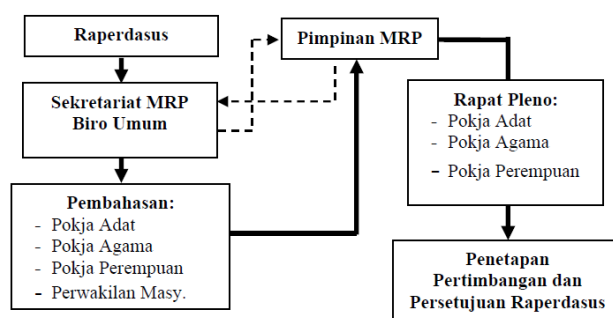 Raperdasus
Sekretariat MRP
Biro Umum
Pembahasan:
- Pokja Adat
- Pokja Agama
- Pokja Perempuan
- Perwakilan Masy.
Pimpinan MRP
Rapat Pleno:
- Pokja Adat
- Pokja Agama
- Pokja Perempuan
Penetapan
Pertimbangan dan
Persetujuan Raperdasus